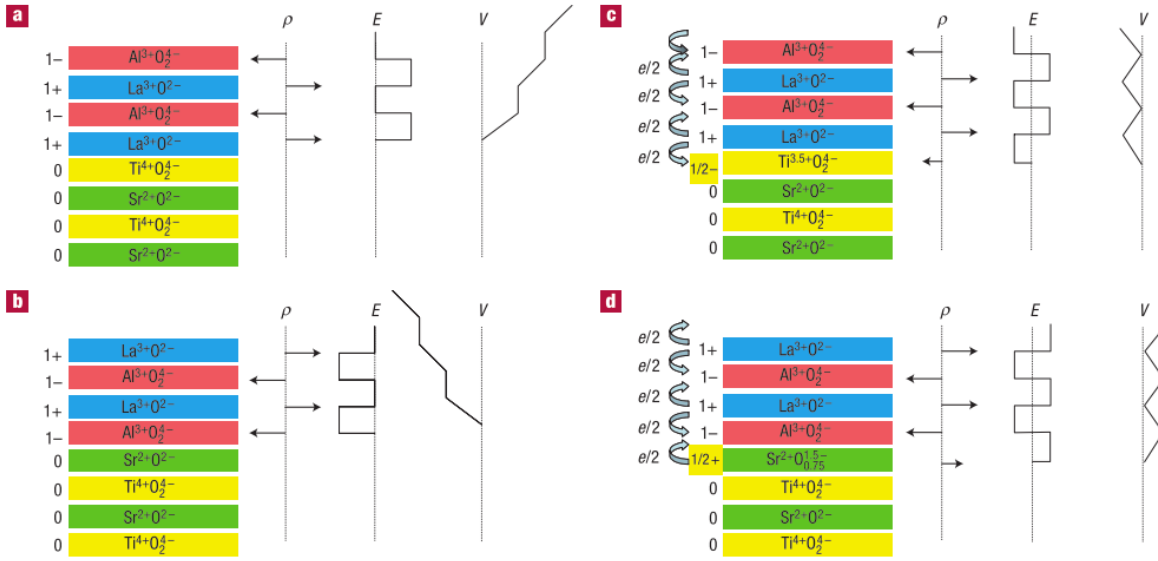 a
ρ E V
1– Al³⁺O₂⁴⁻
1+ La³⁺O²⁻
1– Al³⁺O₂⁴⁻
1+ La³⁺O²⁻
0 Ti⁴⁺O₂⁴⁻
0 Sr²⁺O²⁻
0 Ti⁴⁺O₂⁴⁻
0 Sr²⁺O²⁻
b
ρ E V
1+ La³⁺O²⁻
1– Al³⁺O₂⁴⁻
1+ La³⁺O²⁻
1– Al³⁺O₂⁴⁻
0 Sr²⁺O²⁻
0 Ti⁴⁺O₂⁴⁻
0 Sr²⁺O²⁻
0 Ti⁴⁺O₂⁴⁻
c
ρ E V
1– Al³⁺O₂⁴⁻
e/2
1+ La³⁺O²⁻
e/2
1– Al³⁺O₂⁴⁻
e/2
1+ La³⁺O²⁻
e/2
1/2– Ti³·⁵⁺O₂⁴⁻
0 Sr²⁺O²⁻
0 Ti⁴⁺O₂⁴⁻
0 Sr²⁺O²⁻
d
ρ E V
e/2
1+ La³⁺O²⁻
e/2
1– Al³⁺O₂⁴⁻
e/2
1+ La³⁺O²⁻
e/2
1– Al³⁺O₂⁴⁻
e/2
1/2+ Sr²⁺O₀.₇₅¹·⁵⁻
0 Ti⁴⁺O₂⁴⁻
0 Sr²⁺O²⁻
0 Ti⁴⁺O₂⁴⁻